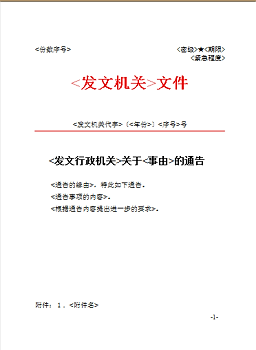 <份数序号> <密级>★<期限>
<紧急程度>
<发文机关>文件
<发文机关代字>〔<年份>〕<序号>号
<发文行政机关>关于<事由>的通告
<通告的缘由>，特此如下通告。
<通告事项的内容>。
<根据通告内容提出进一步的要求>。
附件：１．<附件名>
-1-